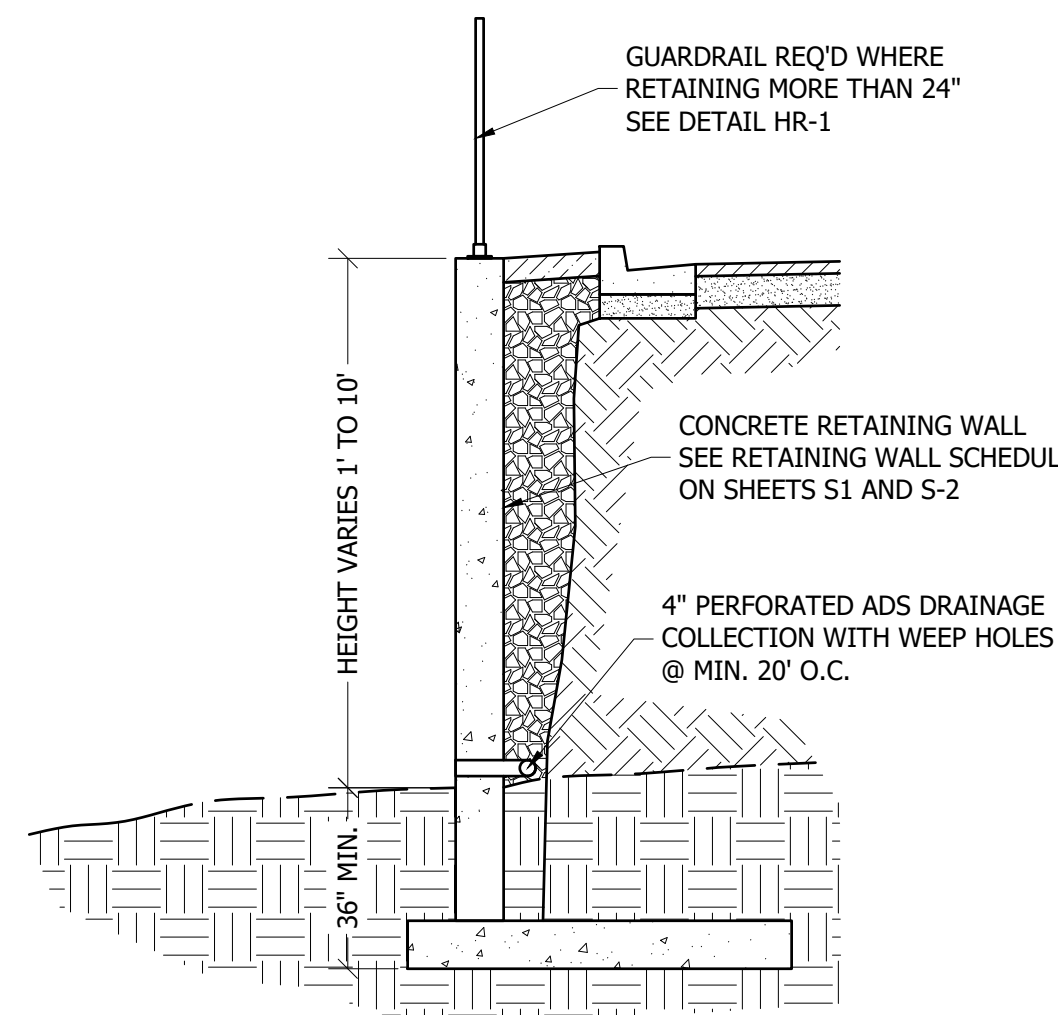 GUARDRAIL REQ'D WHERE
RETAINING MORE THAN 24"
SEE DETAIL HR-1
HEIGHT VARIES 1' TO 10'
CONCRETE RETAINING WALL
SEE RETAINING WALL SCHEDUL
ON SHEETS S1 AND S-2
4" PERFORATED ADS DRAINAGE
COLLECTION WITH WEEP HOLES
@ MIN. 20' O.C.
36" MIN.